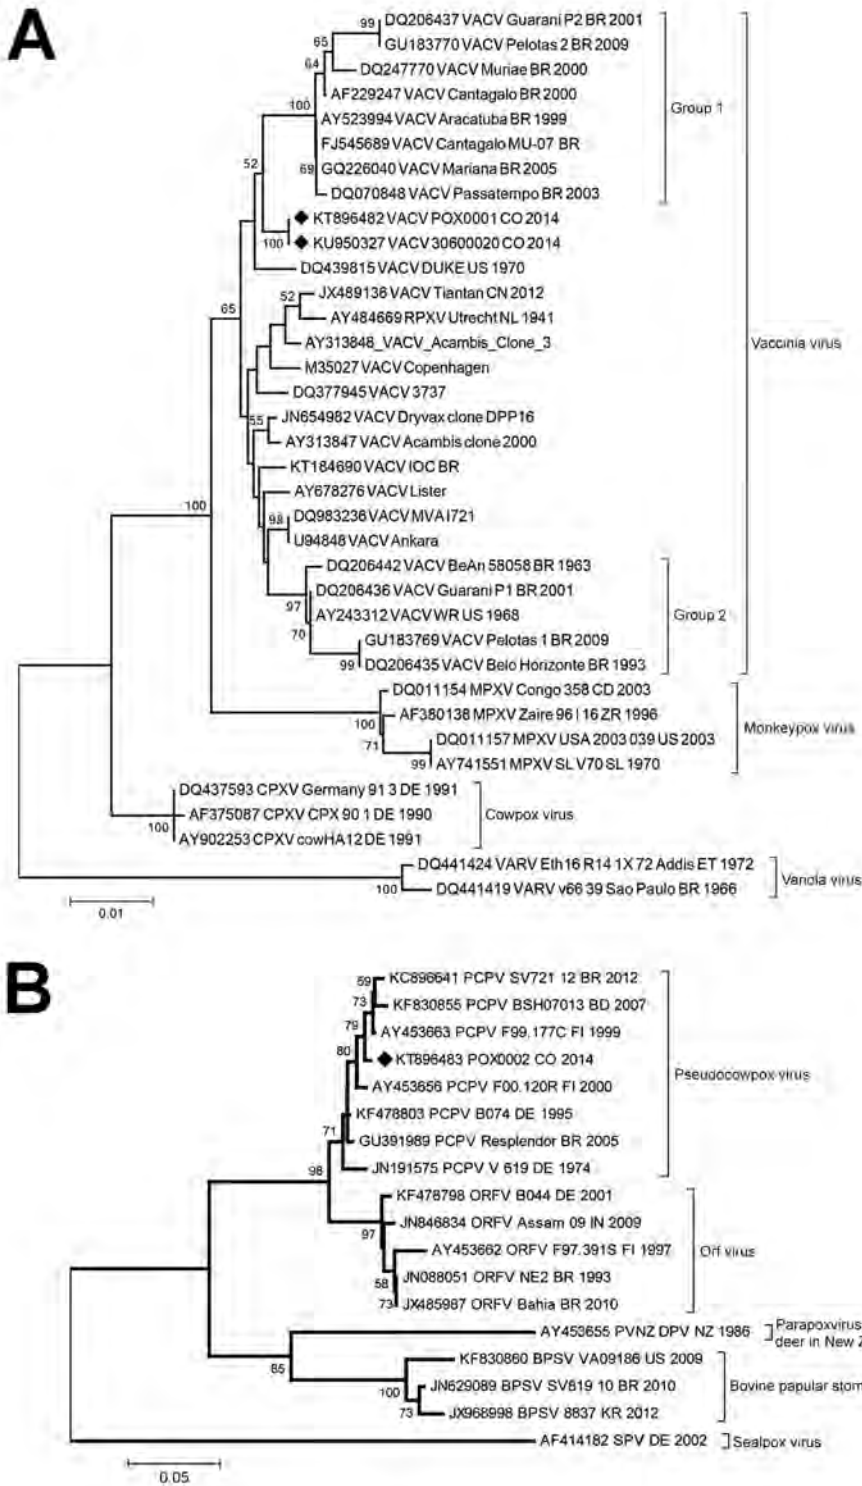 A
99 DQ206437 VACV Guarani P2 BR 2001
GU183770 VACV Pelotas 2 BR 2009
65
64 DQ247770 VACV Muriae BR 2000
AF229247 VACV Cantagalo BR 2000
100 AY523994 VACV Aracatuba BR 1999
Group 1
FJ545689 VACV Cantagalo MU-07 BR
52 69 GQ226040 VACV Mariana BR 2005
DQ070848 VACV Passatempo BR 2003
KT896482 VACV POX0001 CO 2014
100 KU950327 VACV 30600020 CO 2014
DQ439815 VACV DUKE US 1970
65 52 JX489136 VACV Tiantan CN 2012
AY484669 RPXV Utrecht NL 1941
AY313848_VACV_Acambis_Clone_3
Vaccinia virus
M35027 VACV Copenhagen
DQ377945 VACV 3737
55 JN654982 VACV Dryvax clone DPP16
AY313847 VACV Acambis clone 2000
KT184690 VACV IOC BR
AY678276 VACV Lister
100 98 DQ983236 VACV MVA I721
U94848 VACV Ankara
DQ206442 VACV BeAn 58058 BR 1963
DQ206436 VACV Guarani P1 BR 2001
97 AY243312 VACV WR US 1968
Group 2
70 GU183769 VACV Pelotas 1 BR 2009
99 DQ206435 VACV Belo Horizonte BR 1993
DQ011154 MPXV Congo 358 CD 2003
100 AF380138 MPXV Zaire 96 I 16 ZR 1996
Monkeypox virus
71 DQ011157 MPXV USA 2003 039 US 2003
99 AY741551 MPXV SL V70 SL 1970
DQ437593 CPXV Germany 91 3 DE 1991
AF375087 CPXV CPX 90 1 DE 1990
Cowpox virus
100 AY902253 CPXV cowHA12 DE 1991
DQ441424 VARV Eth16 R14 1X 72 Addis ET 1972
Variola virus
100 DQ441419 VARV v66 39 Sao Paulo BR 1966
0.01
B
59 KC896641 PCPV SV721 12 BR 2012
73 KF830855 PCPV BSH07013 BD 2007
79 AY453663 PCPV F99.177C FI 1999
80 KT896483 POX0002 CO 2014
Pseudocowpox virus
AY453656 PCPV F00.120R FI 2000
KF478803 PCPV B074 DE 1995
71 GU391989 PCPV Resplendor BR 2005
98 JN191575 PCPV V 619 DE 1974
KF478798 ORFV B044 DE 2001
97 JN846834 ORFV Assam 09 IN 2009
AY453662 ORFV F97.391S FI 1997
Orf virus
58 JN088051 ORFV NE2 BR 1993
73 JX485987 ORFV Bahia BR 2010
AY453655 PVNZ DPV NZ 1986
Parapoxvirus
deer in New Z
85 KF830860 BPSV VA09186 US 2009
100 JN629089 BPSV SV819 10 BR 2010
Bovine papular stom
73 JX968998 BPSV 8837 KR 2012
AF414182 SPV DE 2002
Sealpox virus
0.05